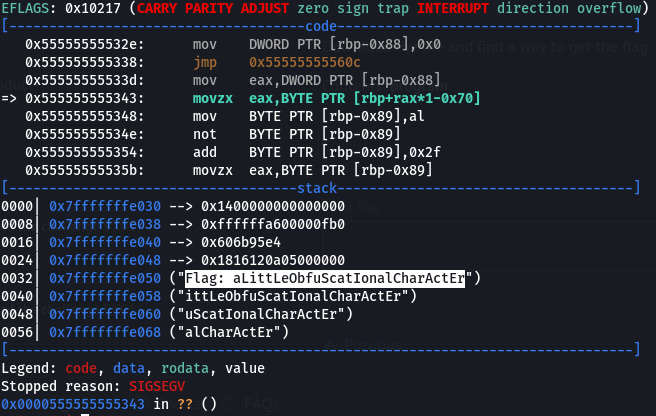 EFLAGS: 0x10217 (CARRY PARITY ADJUST zero sign trap INTERRUPT direction overflow)
[-------------------------------------code-------------------------------------]
   0x55555555532e:	mov    DWORD PTR [rbp-0x88],0x0
   0x555555555338:	jmp    0x55555555560c
   0x55555555533d:	mov    eax,DWORD PTR [rbp-0x88]
=> 0x555555555343:	movzx  eax,BYTE PTR [rbp+rax*1-0x70]
   0x555555555348:	mov    BYTE PTR [rbp-0x89],al
   0x55555555534e:	not    BYTE PTR [rbp-0x89]
   0x555555555354:	add    BYTE PTR [rbp-0x89],0x2f
   0x55555555535b:	movzx  eax,BYTE PTR [rbp-0x89]
[------------------------------------stack-------------------------------------]
0000| 0x7fffffffe030 --> 0x1400000000000000
0008| 0x7fffffffe038 --> 0xffffffa600000fb0
0016| 0x7fffffffe040 --> 0x606b95e4
0024| 0x7fffffffe048 --> 0x1816120a05000000
0032| 0x7fffffffe050 ("Flag: aLittLeObfuScatIonalCharActEr")
0040| 0x7fffffffe058 ("ittLeObfuScatIonalCharActEr")
0048| 0x7fffffffe060 ("uScatIonalCharActEr")
0056| 0x7fffffffe068 ("alCharActEr")
[------------------------------------------------------------------------------]
Legend: code, data, rodata, value
Stopped reason: SIGSEGV
0x0000555555555343 in ?? ()